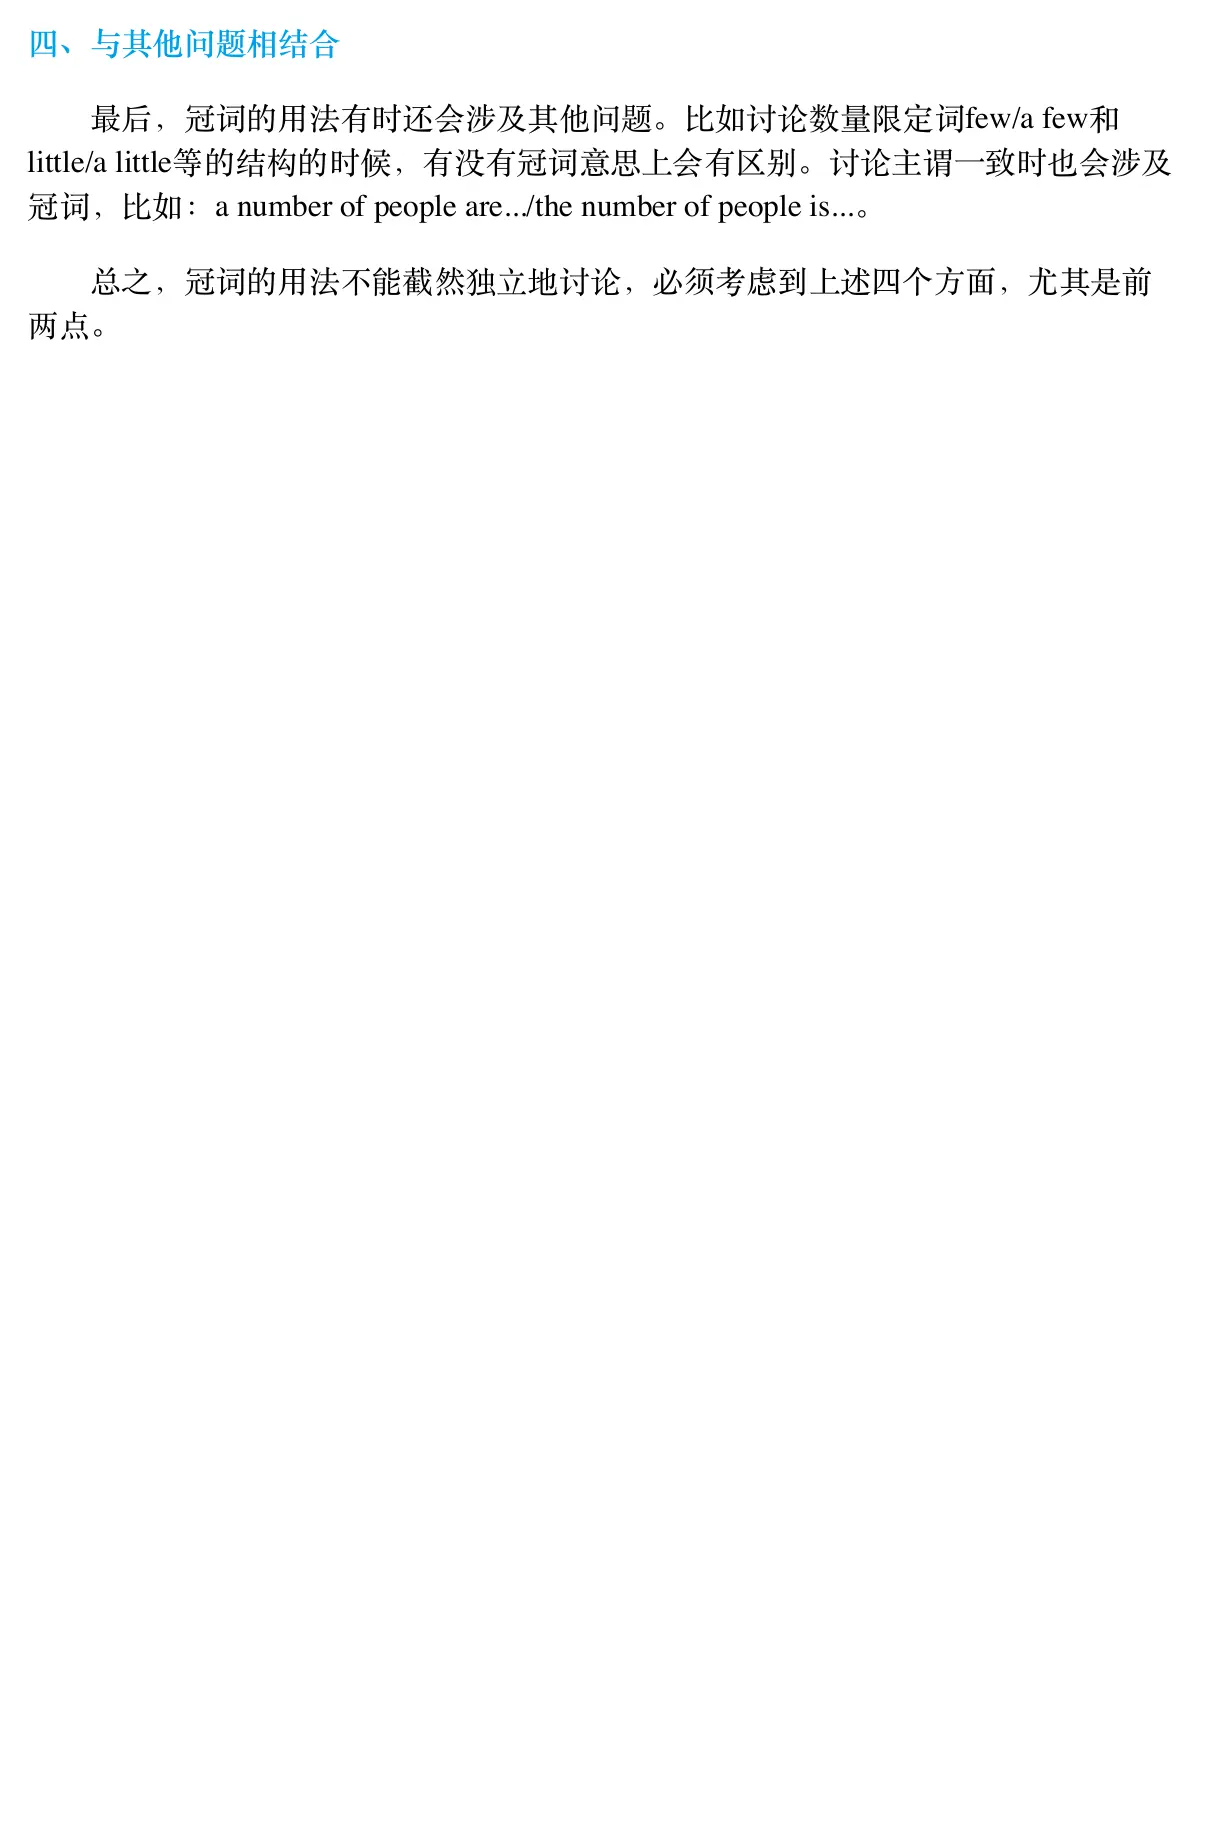 四、与其他问题相结合
最后，冠词的用法有时还会涉及其他问题。比如讨论数量限定词few/a few和
little/a little等的结构的时候，有没有冠词意思上会有区别。讨论主谓一致时也会涉及
冠词，比如：a number of people are.../the number of people is...。
总之，冠词的用法不能截然独立地讨论，必须考虑到上述四个方面，尤其是前
两点。